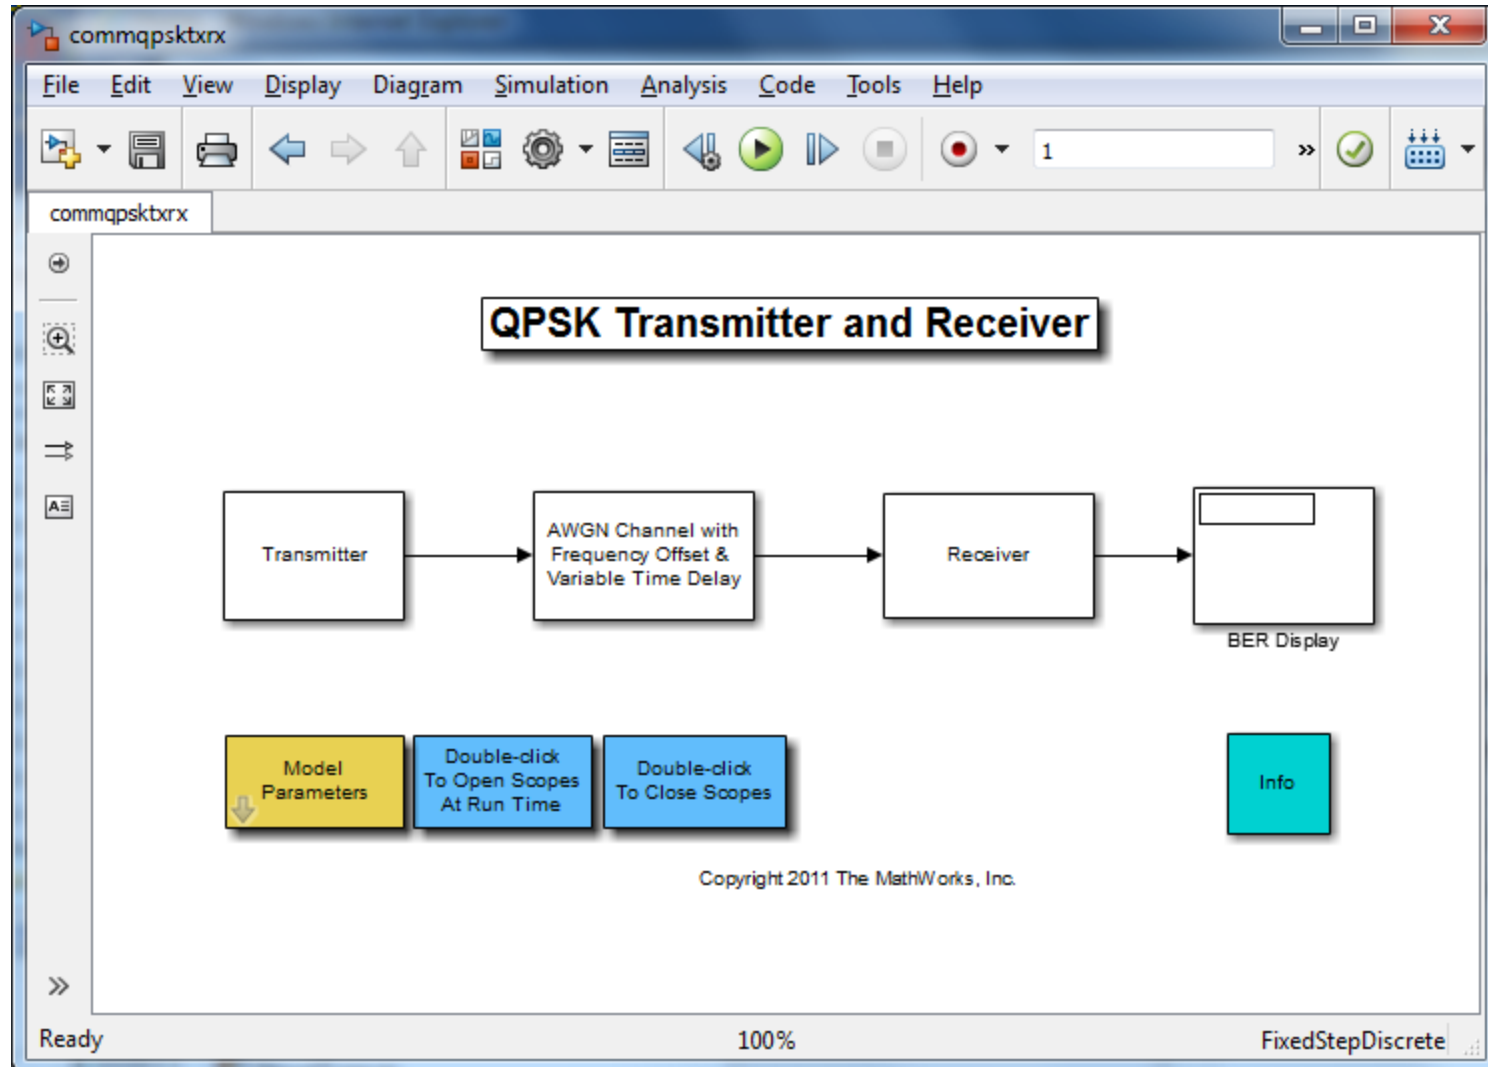 commqpsktxrx
File Edit View Display Diagram Simulation Analysis Code Tools Help
1
commqpsktxrx
QPSK Transmitter and Receiver
Transmitter
AWGN Channel with
Frequency Offset &
Variable Time Delay
Receiver
BER Display
Model
Parameters
Double-click
To Open Scopes
At Run Time
Double-click
To Close Scopes
Info
Copyright 2011 The MathWorks, Inc.
Ready
100%
FixedStepDiscrete